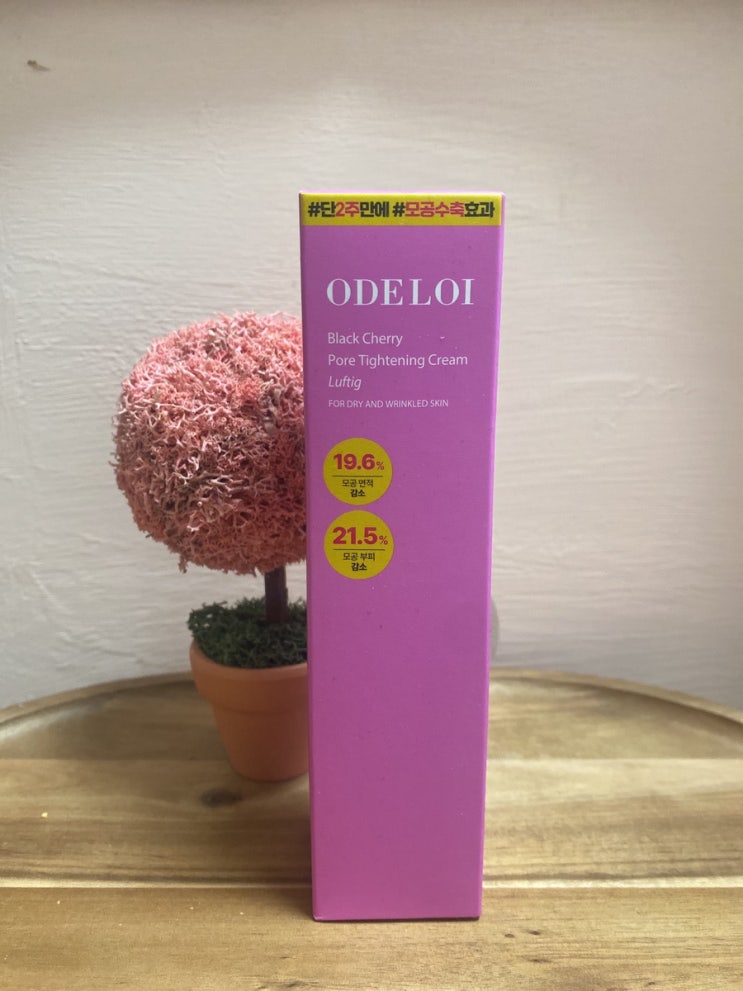 #단2주만에 #모공수축효과
ODELOI
Black Cherry
Pore Tightening Cream
Luftig
FOR DRY AND WRINKLED SKIN
19.6%
모공 면적
감소
21.5%
모공 부피
감소